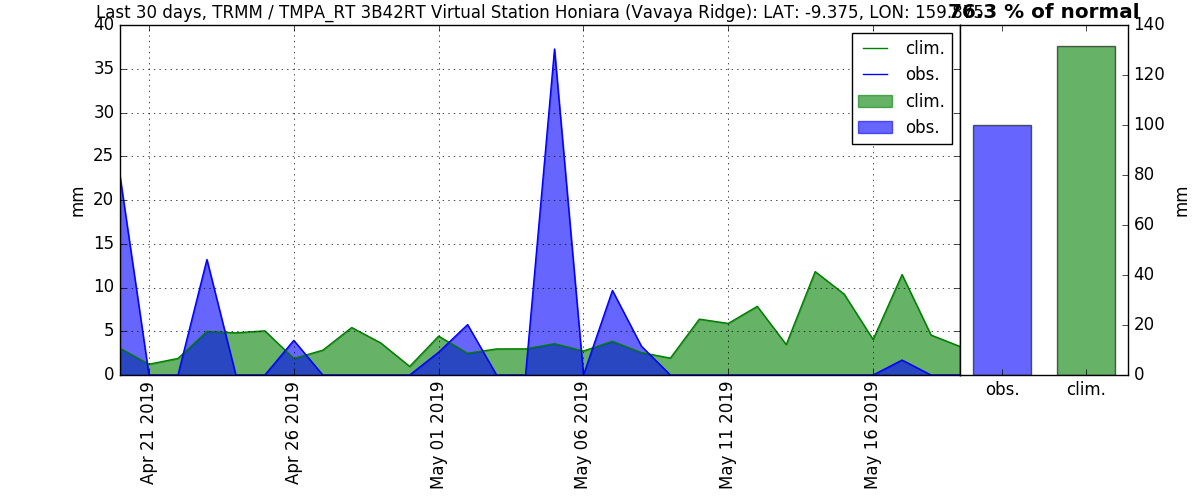 Last 30 days, TRMM / TMPA_RT 3B42RT Virtual Station Honiara (Vavaya Ridge): LAT: -9.375, LON:
76.3 % of normal
40
35
30
25
20
15
10
5
0
mm
clim.
obs.
clim.
obs.
140
120
100
80
60
40
20
0
mm
Apr 21 2019
Apr 26 2019
May 01 2019
May 06 2019
May 11 2019
May 16 2019
obs.
clim.